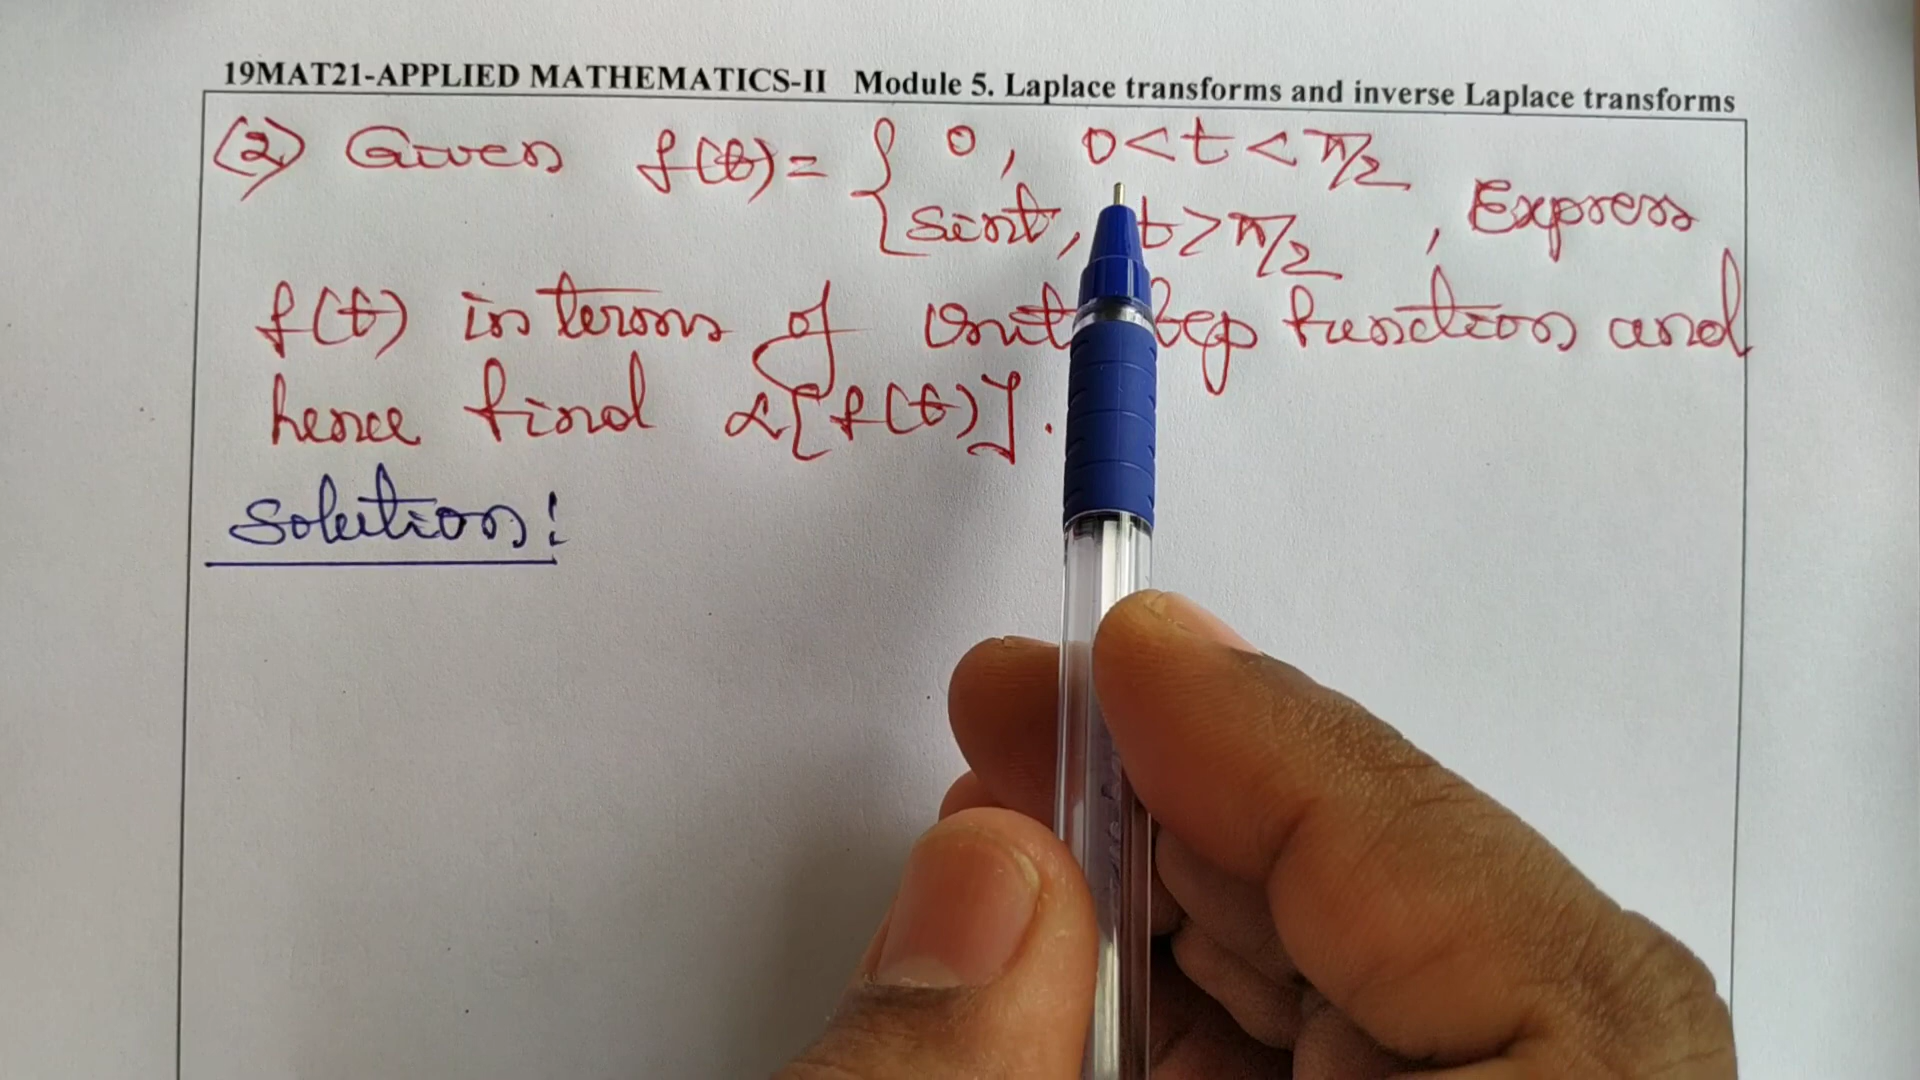 19MAT21-APPLIED MATHEMATICS-II Module 5. Laplace transforms and inverse Laplace transforms
(2) Given f(t) = { 0, 0 < t < π/2
sint, t > π/2 , Express
f(t) in terms of unit step function and
hence find L[f(t)].
Solution: